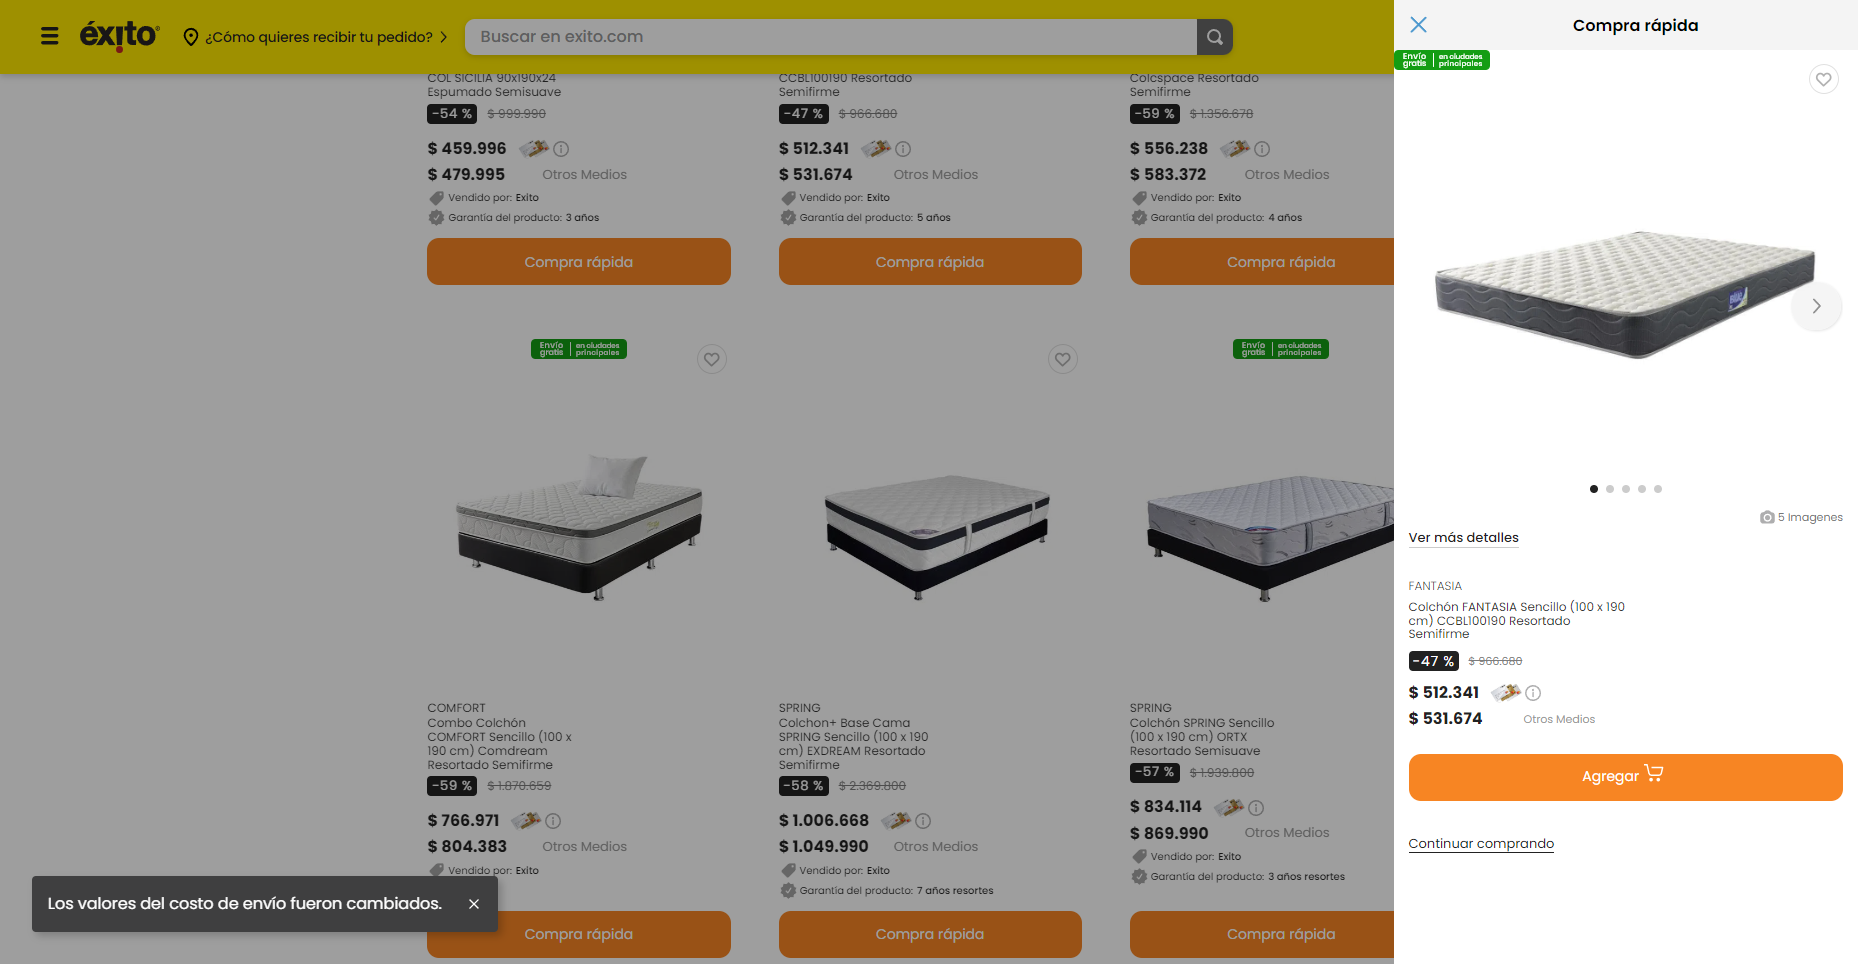 éxito
¿Cómo quieres recibir tu pedido?
Buscar en exito.com
COL SICILIA 90x190x24
Espumado Semisuave
-54 % $ 999.990
$ 459.996
$ 479.995 Otros Medios
Vendido por: Exito
Garantía del producto: 3 años
Compra rápida
CCBL100190 Resortado
Semifirme
-47 % $ 966.680
$ 512.341
$ 531.674 Otros Medios
Vendido por: Exito
Garantía del producto: 5 años
Compra rápida
Colcspace Resortado
Semifirme
-59 % $ 1.356.678
$ 556.238
$ 583.372 Otros Medios
Vendido por: Exito
Garantía del producto: 4 años
Compra rápida
Envío gratis en ciudades principales
COMFORT
Combo Colchón
COMFORT Sencillo (100 x
190 cm) Comdream
Resortado Semifirme
-59 % $ 1.870.659
$ 766.971
$ 804.383 Otros Medios
Vendido por: Exito
Compra rápida
SPRING
Colchon+ Base Cama
SPRING Sencillo (100 x 190
cm) EXDREAM Resortado
Semifirme
-58 % $ 2.369.800
$ 1.006.668
$ 1.049.990 Otros Medios
Vendido por: Exito
Garantía del producto: 7 años resortes
Compra rápida
Envío gratis en ciudades principales
SPRING
Colchón SPRING Sencillo
(100 x 190 cm) ORTX
Resortado Semisuave
-57 % $ 1.939.800
$ 834.114
$ 869.990 Otros Medios
Vendido por: Exito
Garantía del producto: 3 años resortes
Compra rápida
Los valores del costo de envío fueron cambiados.
Compra rápida
Envío gratis en ciudades principales
5 Imagenes
Ver más detalles
FANTASIA
Colchón FANTASIA Sencillo (100 x 190
cm) CCBL100190 Resortado
Semifirme
-47 % $ 966.680
$ 512.341
$ 531.674 Otros Medios
Agregar
Continuar comprando